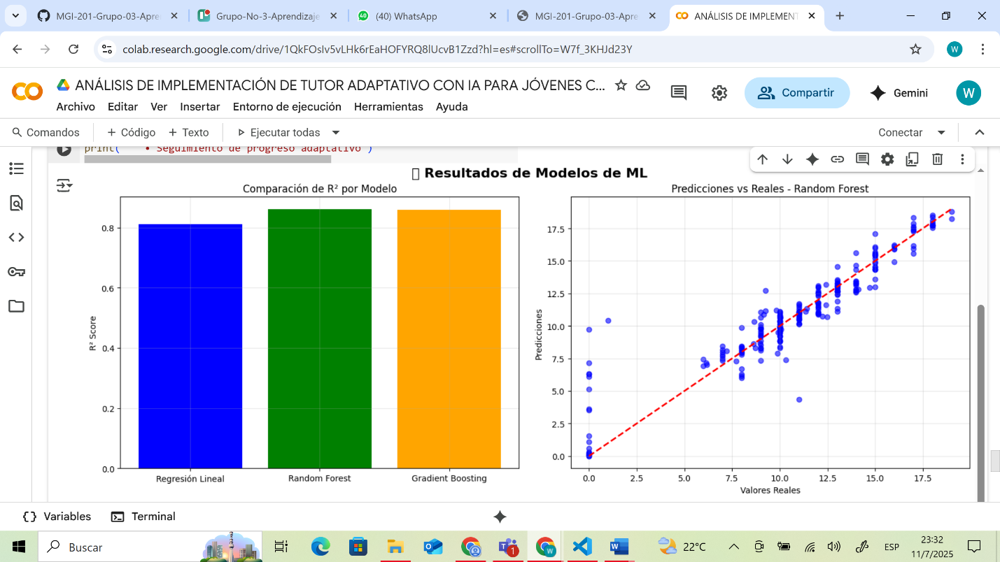 MGI-201-Grupo-03-Apre
Grupo-No-3-Aprendizaje
(40) WhatsApp
MGI-201-Grupo-03-Apre
ANÁLISIS DE IMPLEMENT
colab.research.google.com/drive/1QkFOsIv5vLHk6rEaHOFYRQ8lUcvB1Zzd?hl=es#scrollTo=W7f_3KHJd23Y
W
ANÁLISIS DE IMPLEMENTACIÓN DE TUTOR ADAPTATIVO CON IA PARA JÓVENES C...
Archivo Editar Ver Insertar Entorno de ejecución Herramientas Ayuda
Compartir
Gemini
W
Comandos + Código + Texto Ejecutar todas
Conectar
print( • Seguimiento de progreso adaptativo )
Resultados de Modelos de ML
Comparación de R² por Modelo
R² Score
0.8
0.6
0.4
0.2
0.0
Regresión Lineal Random Forest Gradient Boosting
Predicciones vs Reales - Random Forest
Predicciones
17.5
15.0
12.5
10.0
7.5
5.0
2.5
0.0
0.0 2.5 5.0 7.5 10.0 12.5 15.0 17.5
Valores Reales
Variables Terminal
Buscar
1
22°C
ESP
23:32
11/7/2025